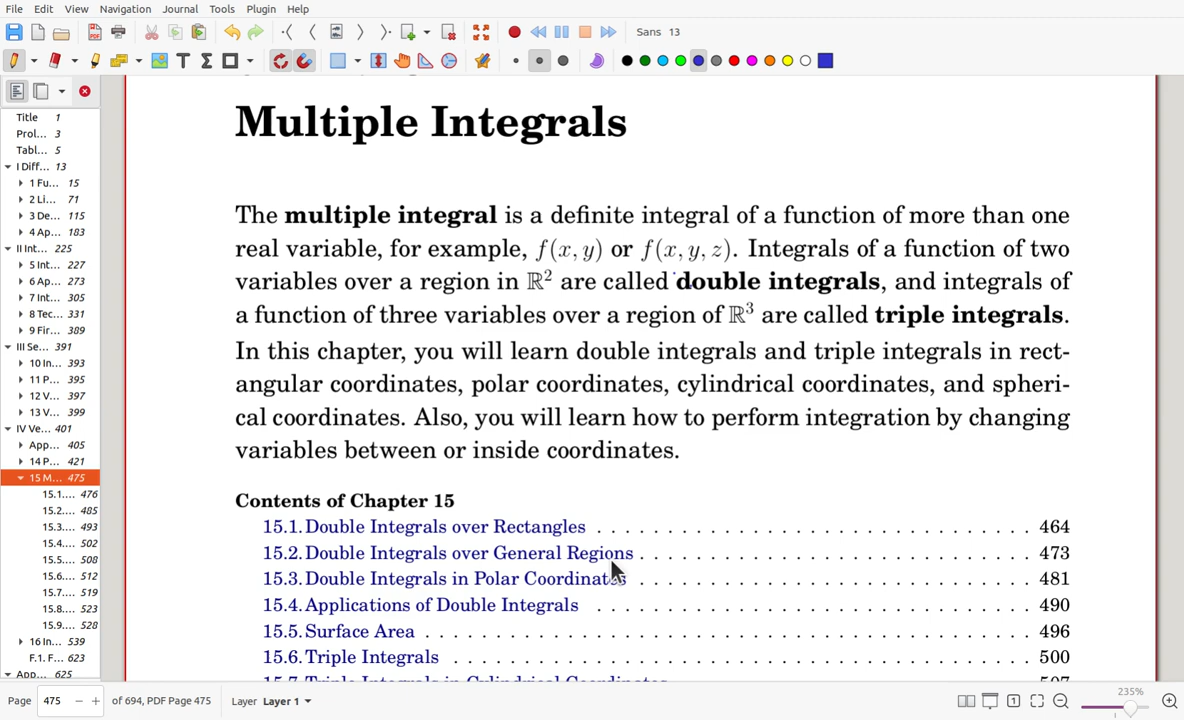 File Edit View Navigation Journal Tools Plugin Help
Sans 13
Title 1
Prol... 3
Tabl... 5
I Diff... 13
1 Fu... 15
2 Li... 71
3 De... 115
4 Ap... 183
II Int... 225
5 Int... 227
6 Ap... 273
7 Int... 305
8 Tec... 331
9 Fir... 389
III Se... 391
10 In... 393
11 P... 395
12 V... 397
13 V... 399
IV Ve... 401
App... 405
14 P... 421
15 M... 475
15.1.... 476
15.2.... 485
15.3.... 493
15.4.... 502
15.5.... 508
15.6.... 512
15.7.... 519
15.8.... 523
15.9.... 528
16 In... 539
F.1. F... 623
App... 625
Multiple Integrals
The multiple integral is a definite integral of a function of more than one
real variable, for example, f(x, y) or f(x, y, z). Integrals of a function of two
variables over a region in ℝ² are called double integrals, and integrals of
a function of three variables over a region of ℝ³ are called triple integrals.
In this chapter, you will learn double integrals and triple integrals in rect-
angular coordinates, polar coordinates, cylindrical coordinates, and spheri-
cal coordinates. Also, you will learn how to perform integration by changing
variables between or inside coordinates.
Contents of Chapter 15
15.1. Double Integrals over Rectangles . . . . . . . . . . . . . . . . . . . . . . . . . . 464
15.2. Double Integrals over General Regions . . . . . . . . . . . . . . . . . . . . . . . 473
15.3. Double Integrals in Polar Coordinates . . . . . . . . . . . . . . . . . . . . . . . 481
15.4. Applications of Double Integrals . . . . . . . . . . . . . . . . . . . . . . . . . . 490
15.5. Surface Area . . . . . . . . . . . . . . . . . . . . . . . . . . . . . . . . . . . . 496
15.6. Triple Integrals . . . . . . . . . . . . . . . . . . . . . . . . . . . . . . . . . . 500
15.7. Triple Integrals in Cylindrical Coordinates 507
Page 475 − + of 694, PDF Page 475 Layer Layer 1 235%